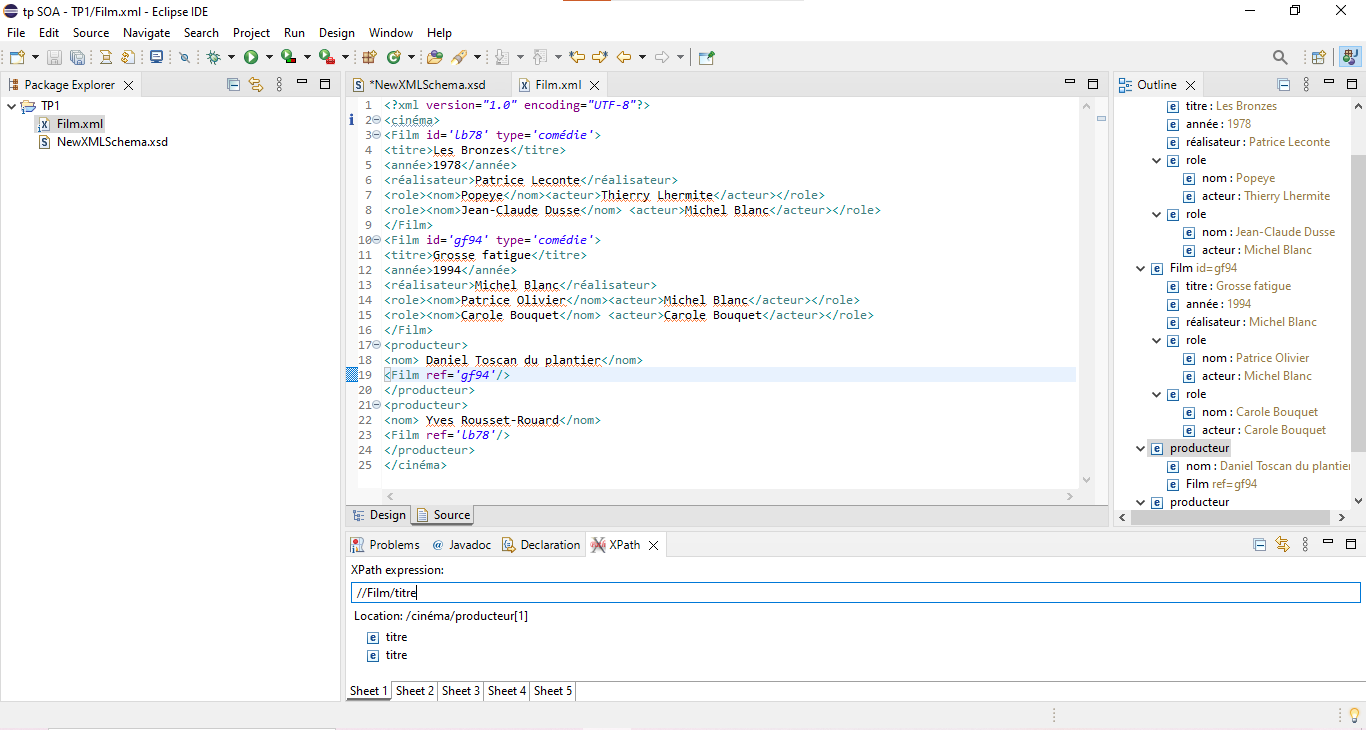 tp SOA - TP1/Film.xml - Eclipse IDE
File Edit Source Navigate Search Project Run Design Window Help
Package Explorer
TP1
Film.xml
NewXMLSchema.xsd
*NewXMLSchema.xsd Film.xml
1 <?xml version="1.0" encoding="UTF-8"?>
2 <cinéma>
3 <Film id='lb78' type='comédie'>
4 <titre>Les Bronzes</titre>
5 <année>1978</année>
6 <réalisateur>Patrice Leconte</réalisateur>
7 <role><nom>Popeye</nom><acteur>Thierry Lhermite</acteur></role>
8 <role><nom>Jean-Claude Dusse</nom> <acteur>Michel Blanc</acteur></role>
9 </Film>
10 <Film id='gf94' type='comédie'>
11 <titre>Grosse fatigue</titre>
12 <année>1994</année>
13 <réalisateur>Michel Blanc</réalisateur>
14 <role><nom>Patrice Olivier</nom><acteur>Michel Blanc</acteur></role>
15 <role><nom>Carole Bouquet</nom> <acteur>Carole Bouquet</acteur></role>
16 </Film>
17 <producteur>
18 <nom> Daniel Toscan du plantier</nom>
19 <Film ref='gf94'/>
20 </producteur>
21 <producteur>
22 <nom> Yves Rousset-Rouard</nom>
23 <Film ref='lb78'/>
24 </producteur>
25 </cinéma>
Design Source
Outline
titre : Les Bronzes
année : 1978
réalisateur : Patrice Leconte
role
nom : Popeye
acteur : Thierry Lhermite
role
nom : Jean-Claude Dusse
acteur : Michel Blanc
Film id=gf94
titre : Grosse fatigue
année : 1994
réalisateur : Michel Blanc
role
nom : Patrice Olivier
acteur : Michel Blanc
role
nom : Carole Bouquet
acteur : Carole Bouquet
producteur
nom : Daniel Toscan du plantie
Film ref=gf94
producteur
Problems @ Javadoc Declaration XPath
XPath expression:
//Film/titre
Location: /cinéma/producteur[1]
titre
titre
Sheet 1 Sheet 2 Sheet 3 Sheet 4 Sheet 5